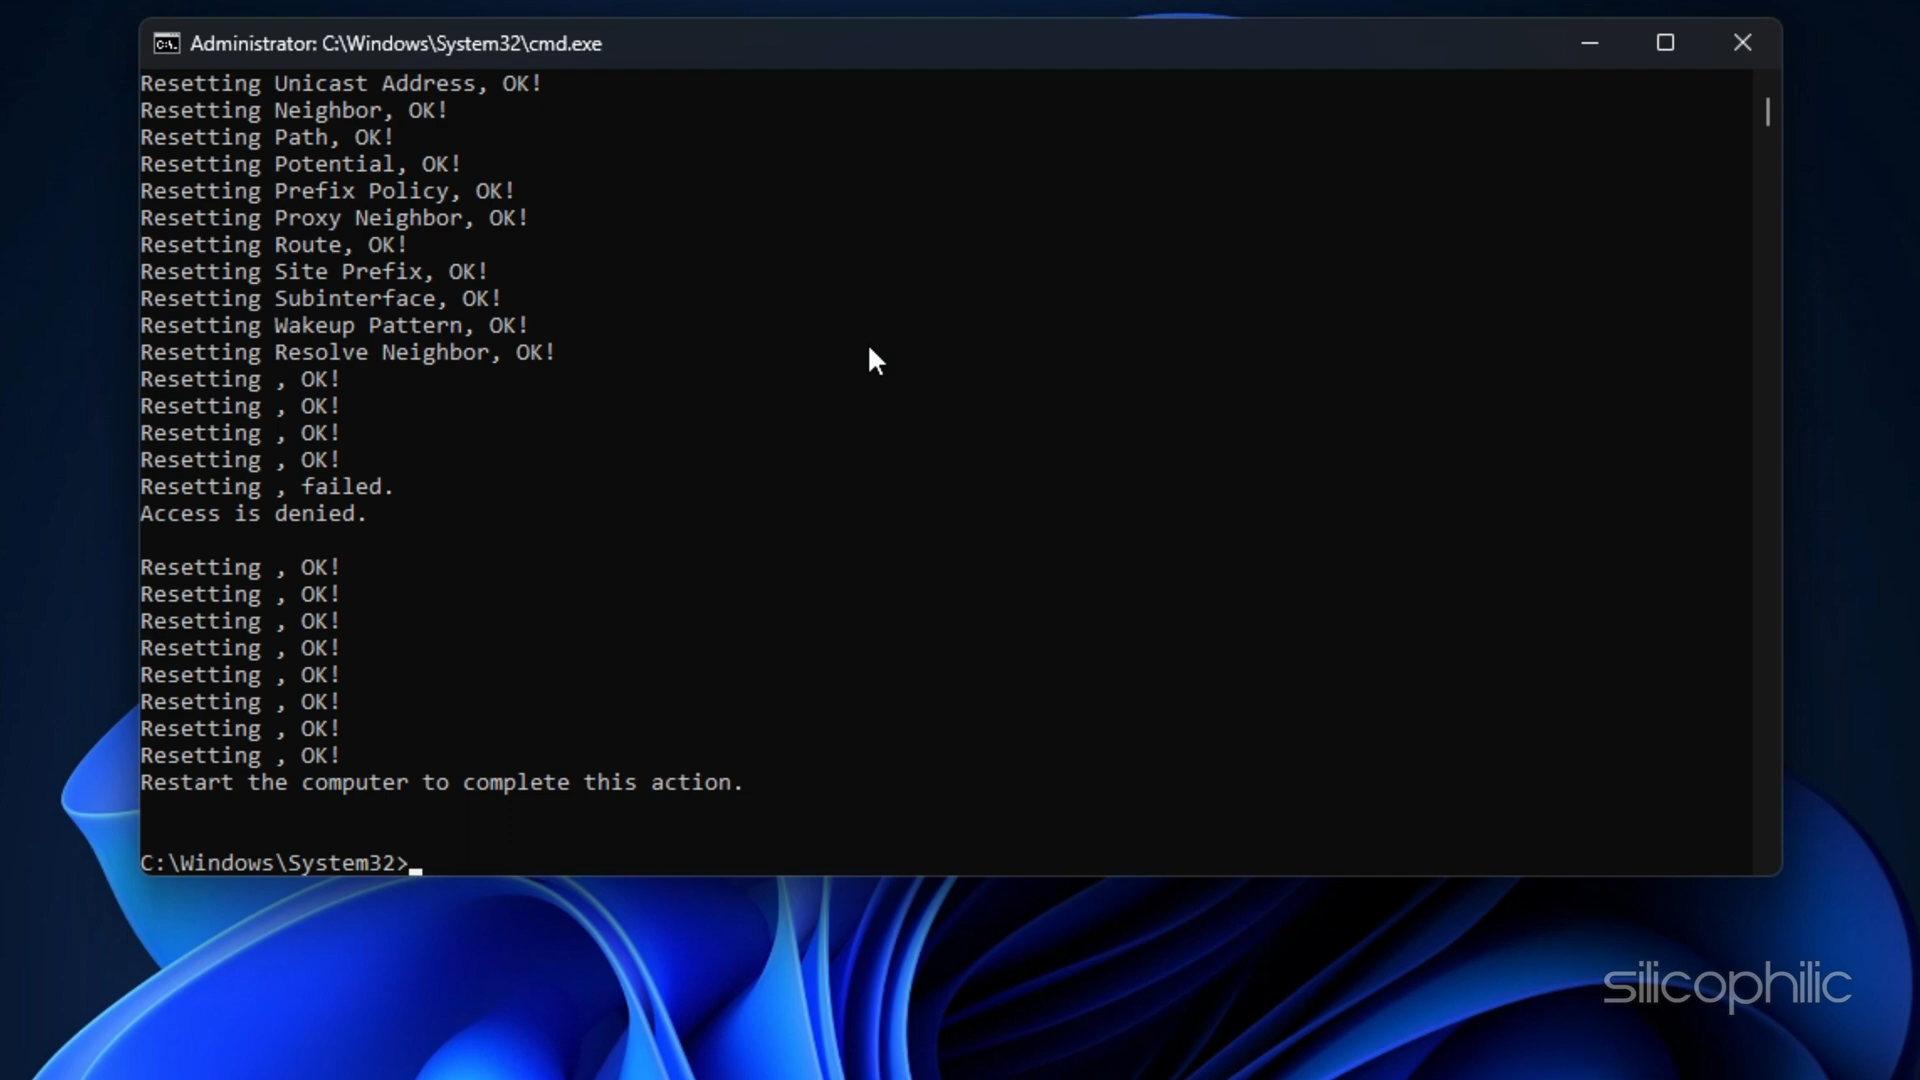 Administrator: C:\Windows\System32\cmd.exe
Resetting Unicast Address, OK!
Resetting Neighbor, OK!
Resetting Path, OK!
Resetting Potential, OK!
Resetting Prefix Policy, OK!
Resetting Proxy Neighbor, OK!
Resetting Route, OK!
Resetting Site Prefix, OK!
Resetting Subinterface, OK!
Resetting Wakeup Pattern, OK!
Resetting Resolve Neighbor, OK!
Resetting , OK!
Resetting , OK!
Resetting , OK!
Resetting , OK!
Resetting , failed.
Access is denied.
Resetting , OK!
Resetting , OK!
Resetting , OK!
Resetting , OK!
Resetting , OK!
Resetting , OK!
Resetting , OK!
Resetting , OK!
Restart the computer to complete this action.
C:\Windows\System32>
silicophilic